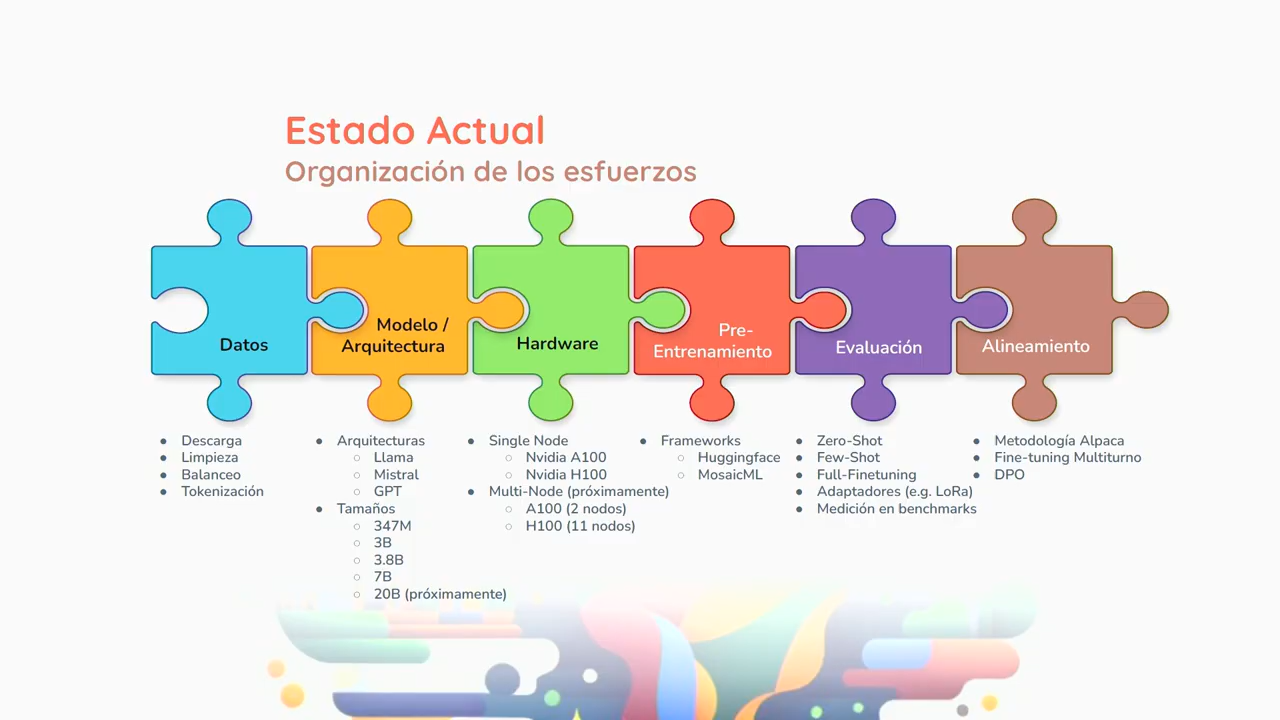 Estado Actual
Organización de los esfuerzos
Datos
Modelo /
Arquitectura
Hardware
Pre-
Entrenamiento
Evaluación
Alineamiento
● Descarga
● Limpieza
● Balanceo
● Tokenización
● Arquitecturas
○ Llama
○ Mistral
○ GPT
● Tamaños
○ 347M
○ 3B
○ 3.8B
○ 7B
○ 20B (próximamente)
● Single Node
○ Nvidia A100
○ Nvidia H100
● Multi-Node (próximamente)
○ A100 (2 nodos)
○ H100 (11 nodos)
● Frameworks
○ Huggingface
○ MosaicML
● Zero-Shot
● Few-Shot
● Full-Finetuning
● Adaptadores (e.g. LoRa)
● Medición en benchmarks
● Metodología Alpaca
● Fine-tuning Multiturno
● DPO